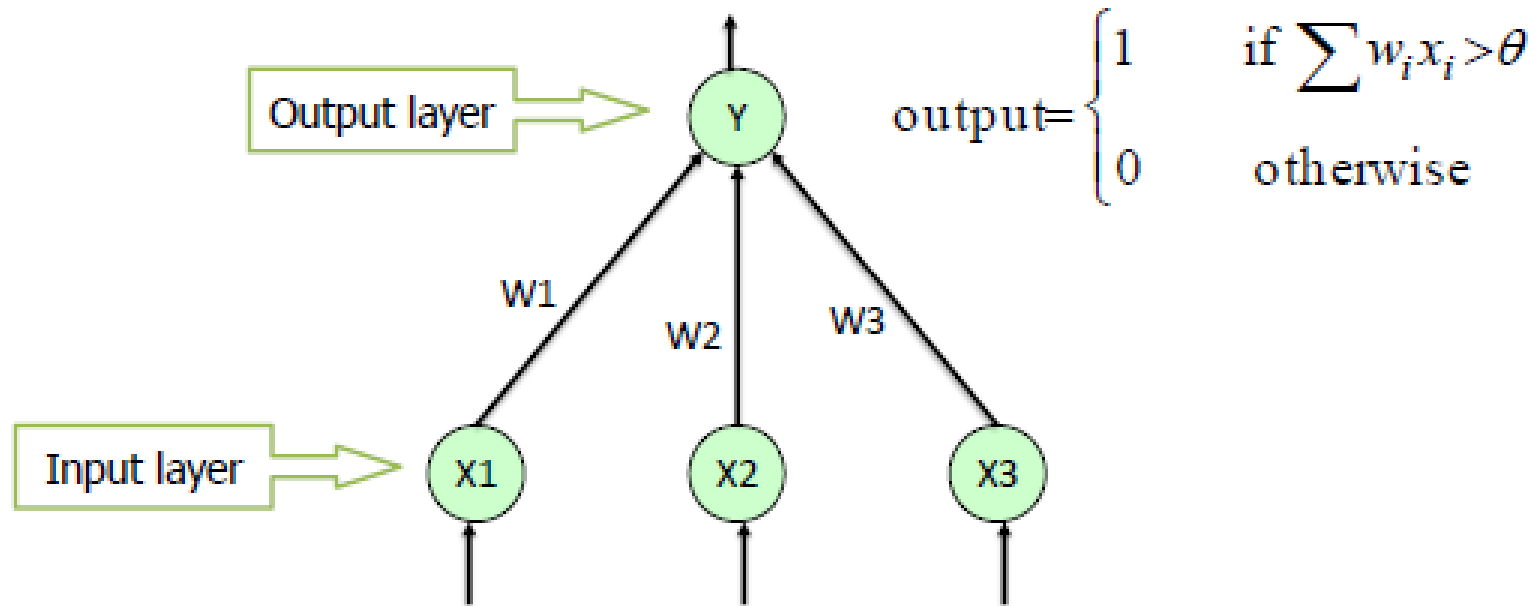 Output layer
Y
output= { 1 if ∑ wᵢxᵢ>θ
0 otherwise
W1
W2
W3
Input layer
X1
X2
X3